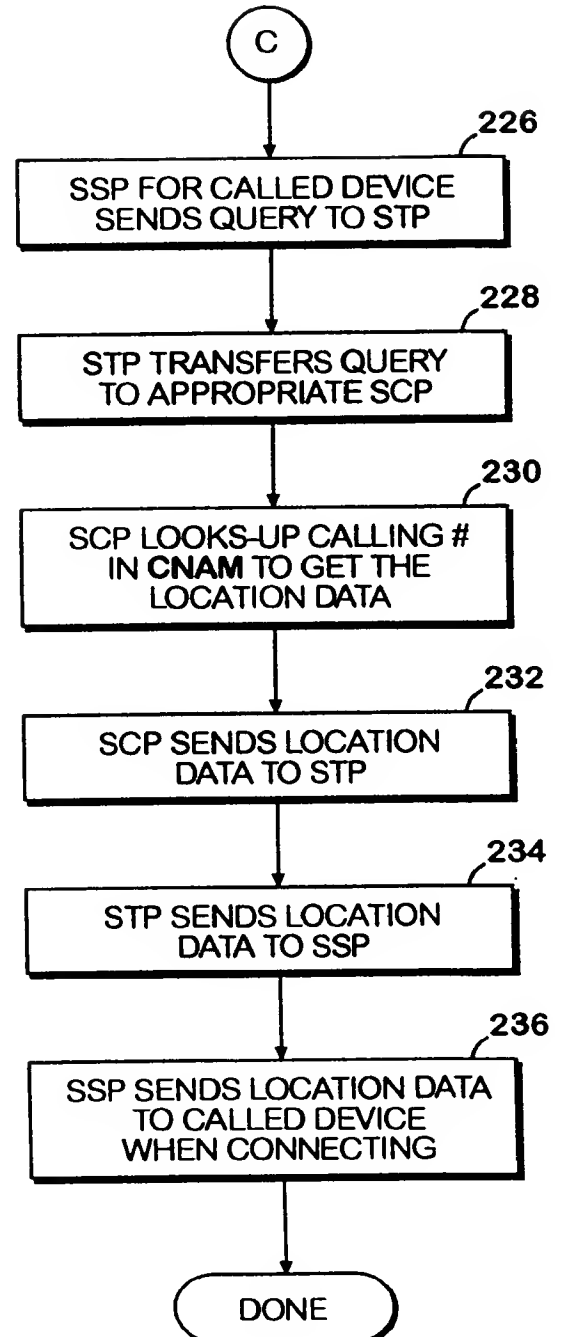 C
226
SSP FOR CALLED DEVICE
SENDS QUERY TO STP
228
STP TRANSFERS QUERY
TO APPROPRIATE SCP
230
SCP LOOKS-UP CALLING #
IN CNAM TO GET THE
LOCATION DATA
232
SCP SENDS LOCATION
DATA TO STP
234
STP SENDS LOCATION
DATA TO SSP
236
SSP SENDS LOCATION DATA
TO CALLED DEVICE
WHEN CONNECTING
DONE